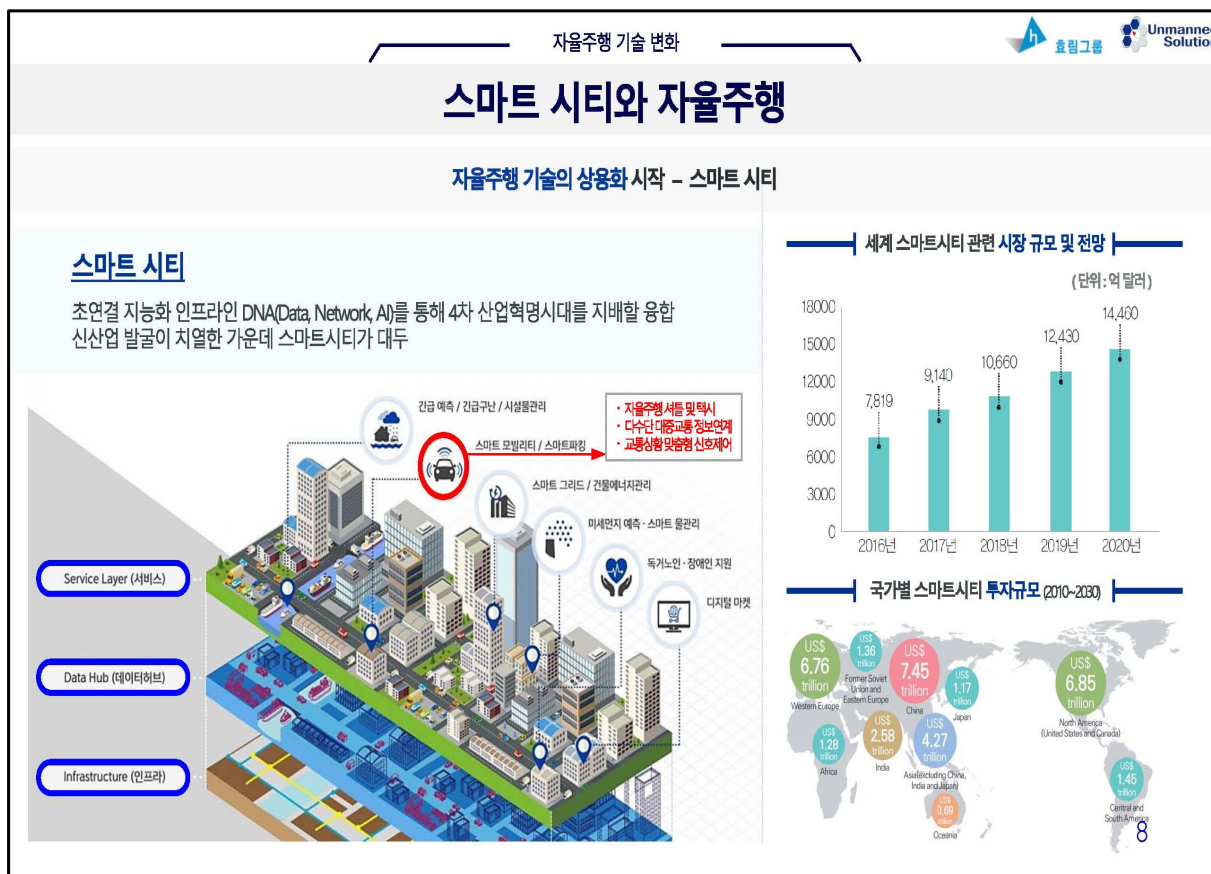 자율주행 기술 변화
효림그룹
Unmanned
Solution
스마트 시티와 자율주행
자율주행 기술의 상용화 시작 – 스마트 시티
스마트 시티
초연결 지능화 인프라인 DNA(Data, Network, AI)를 통해 4차 산업혁명시대를 지배할 융합
신산업 발굴이 치열한 가운데 스마트시티가 대두
긴급 예측 / 긴급구난 / 시설물관리
스마트 모빌리티 / 스마트파킹
· 자율주행 셔틀 및 택시
· 다수단 대중교통 정보연계
· 교통상황 맞춤형 신호제어
스마트 그리드 / 건물에너지관리
미세먼지 예측 · 스마트 물관리
독거노인 · 장애인 지원
디지털 마켓
Service Layer (서비스)
Data Hub (데이터허브)
Infrastructure (인프라)
세계 스마트시티 관련 시장 규모 및 전망
(단위 : 억 달러)
18000
15000
12000
9000
6000
3000
0
7,819
9,140
10,660
12,430
14,460
2016년
2017년
2018년
2019년
2020년
국가별 스마트시티 투자규모 (2010~2030)
US$
6.76
trillion
Western Europe
US$
1.36
trillion
Former Soviet
Union and
Eastern Europe
US$
7.45
trillion
China
US$
1.17
trillion
Japan
US$
1.28
trillion
Africa
US$
2.58
trillion
India
US$
4.27
trillion
Asia(excluding China,
India and Japan)
US$
0.69
trillion
Oceania
US$
6.85
trillion
North America
(United States and Canada)
US$
1.45
trillion
Central and
South America
8